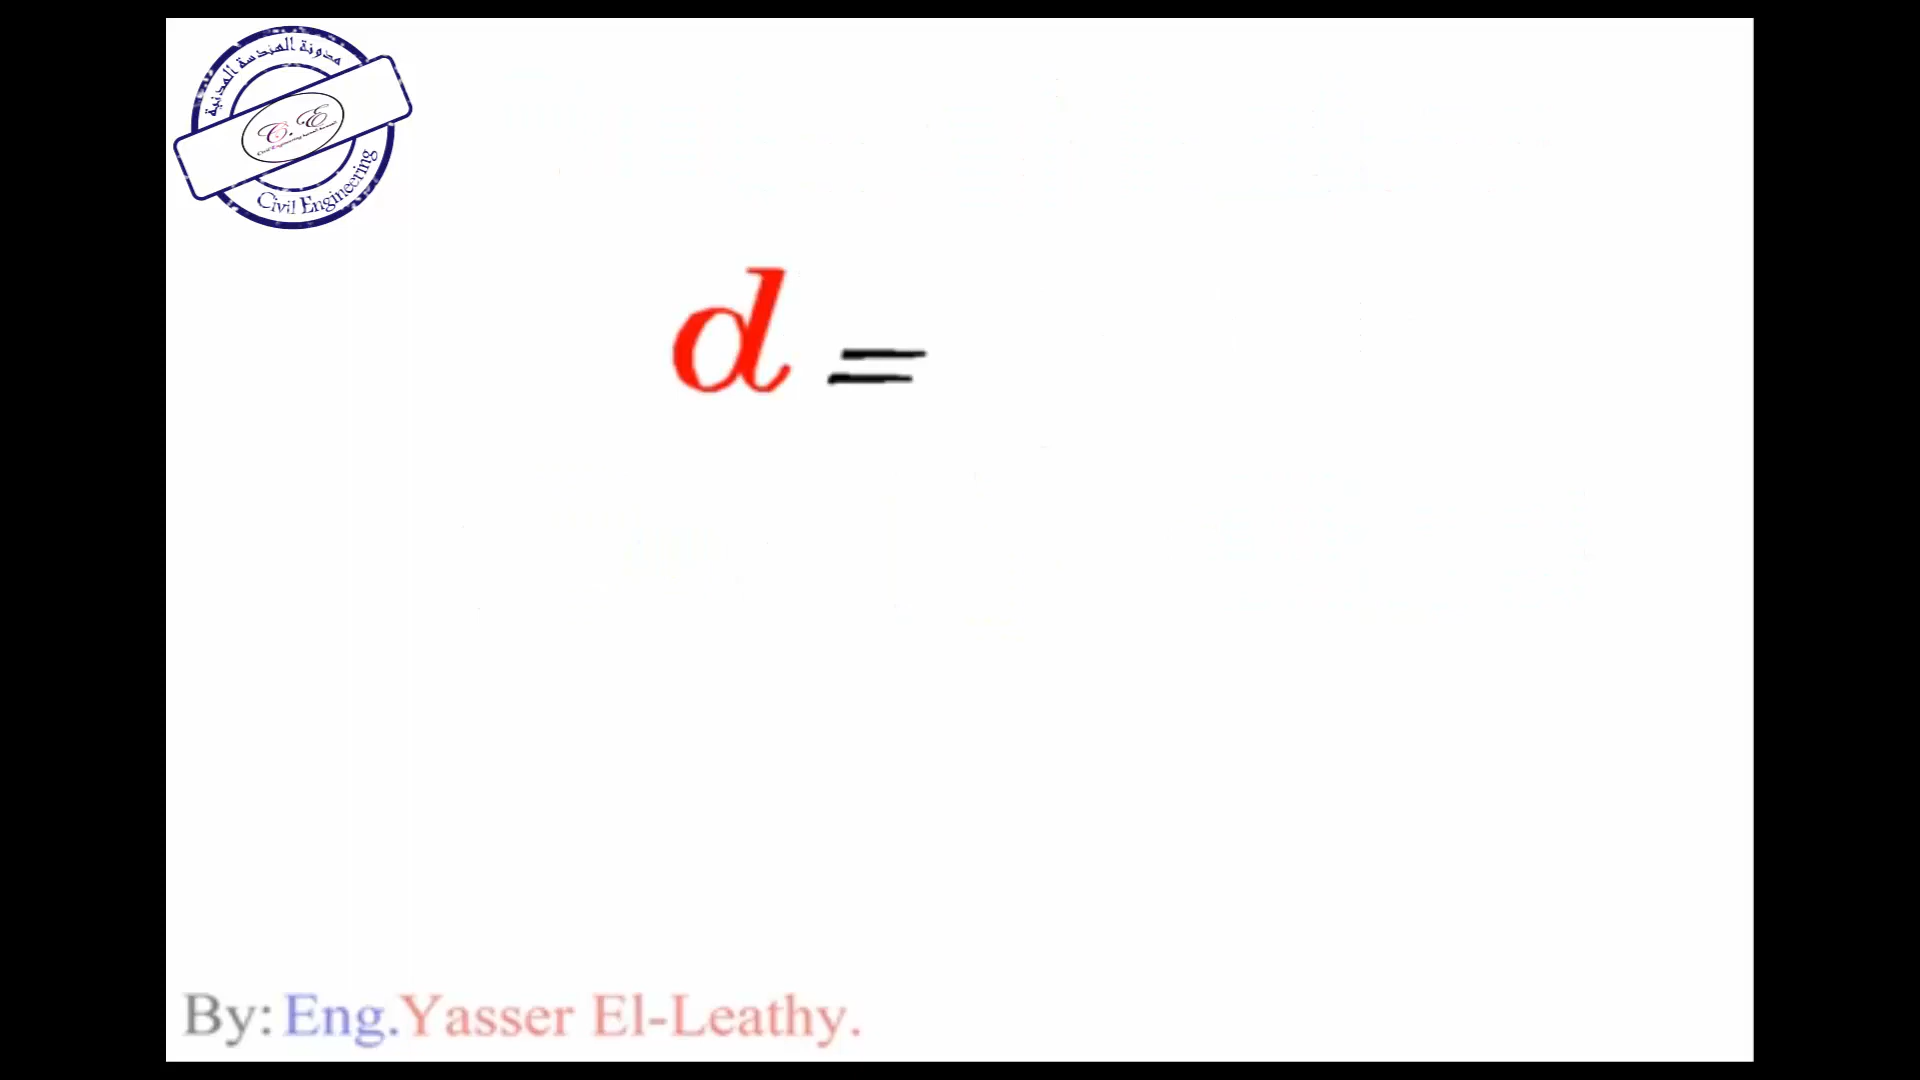 مدونة الهندسة المدنية
C.E
Civil Engineering
d =
By: Eng.Yasser El-Leathy.